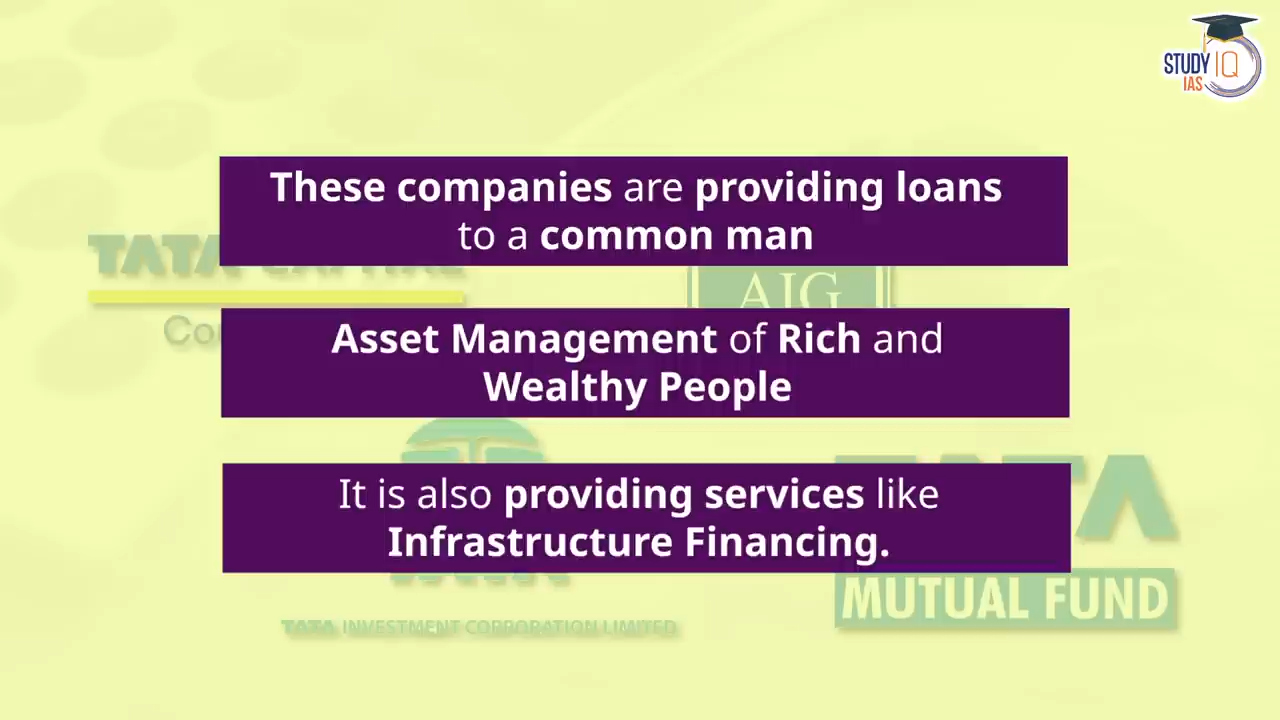 STUDY IQ
IAS
These companies are providing loans
to a common man
TATA
AIG
Asset Management of Rich and
Wealthy People
It is also providing services like
Infrastructure Financing.
MUTUAL FUND
TATA INVESTMENT CORPORATION LIMITED